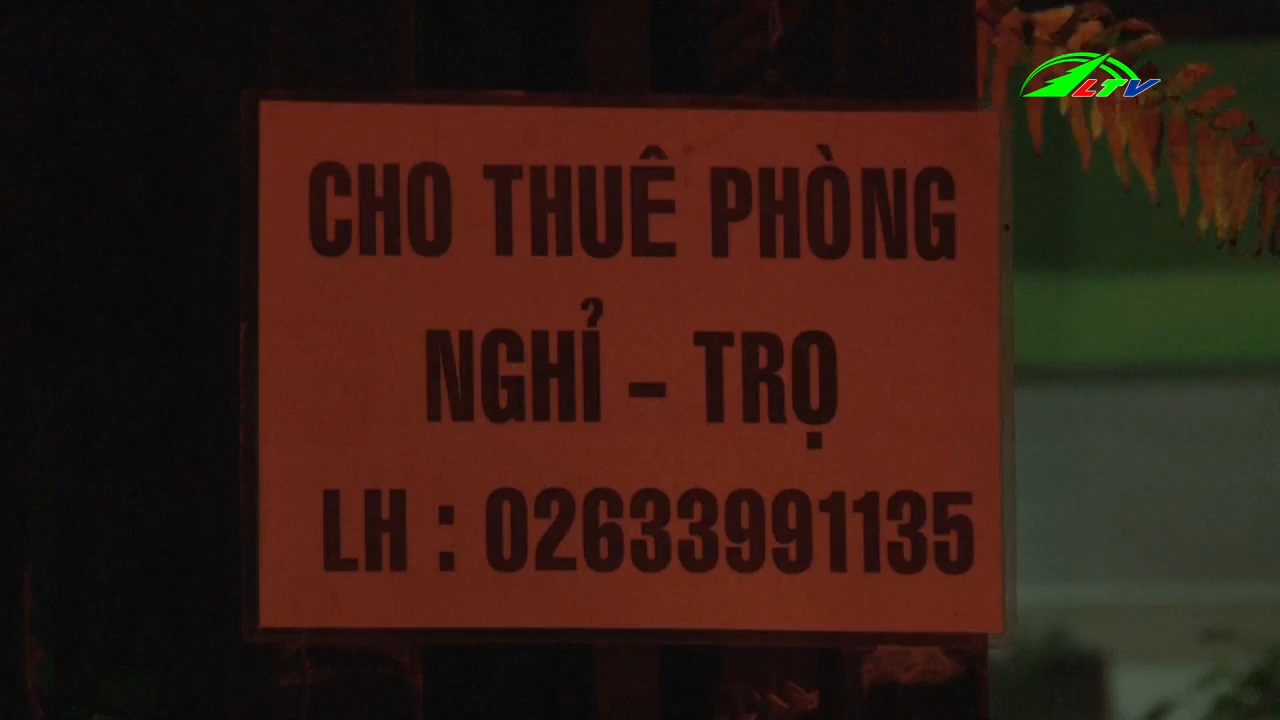 LTV
CHO THUÊ PHÒNG
NGHỈ - TRỌ
LH : 02633991135